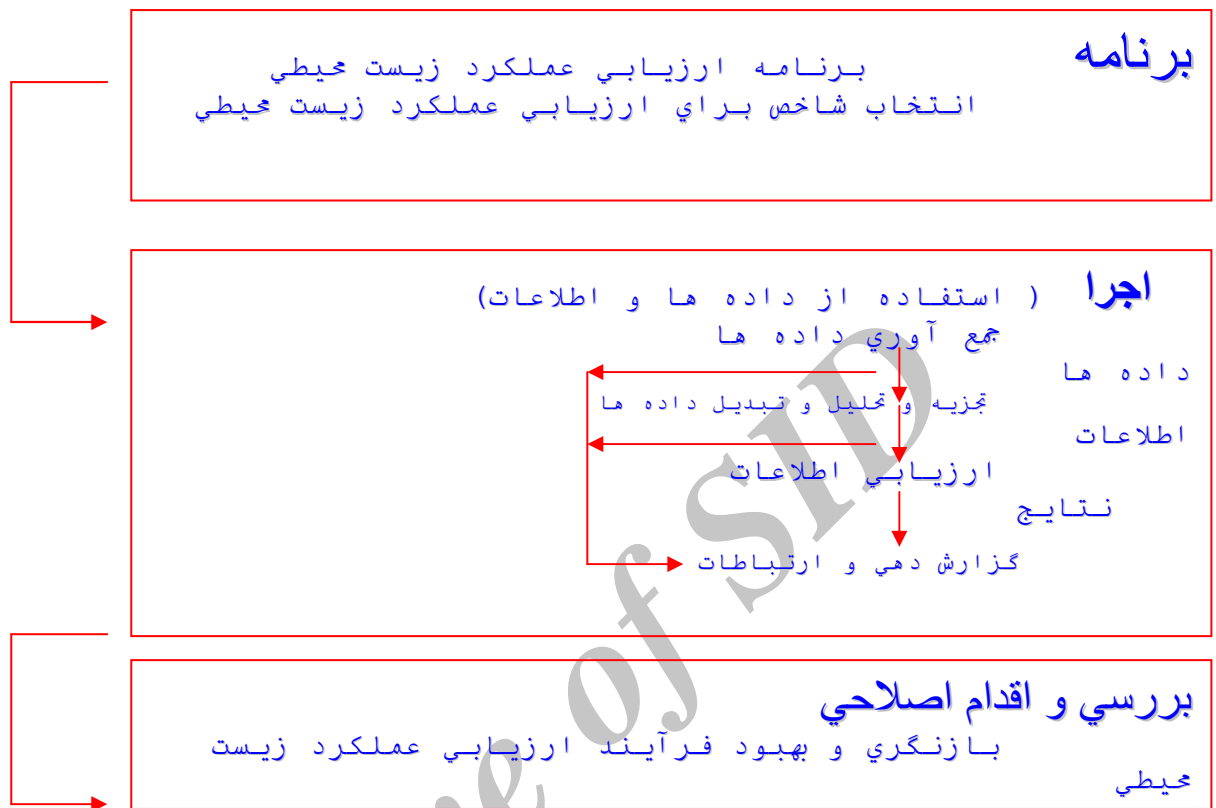 برنامه
برنامه ارزيابي عملكرد زيست محيطي
انتخاب شاخص براي ارزيابي عملكرد زيست محيطي
اجرا ( استفاده از داده ها و اطلاعات)
جمع آوري داده ها
داده ها
تجزيه و تحليل و تبديل داده ها
اطلاعات
ارزيابي اطلاعات
نتايج
گزارش دهي و ارتباطات
بررسي و اقدام اصلاحي
بازنگري و بهبود فرآيند ارزيابي عملكرد زيست
محيطي
e of SID